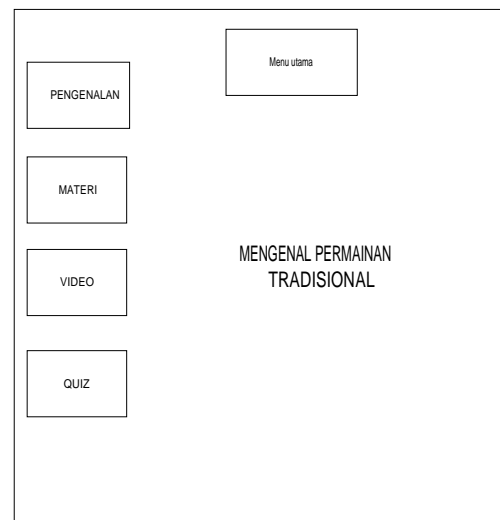 Menu utama
PENGENALAN
MATERI
VIDEO
QUIZ
MENGENAL PERMAINAN
TRADISIONAL